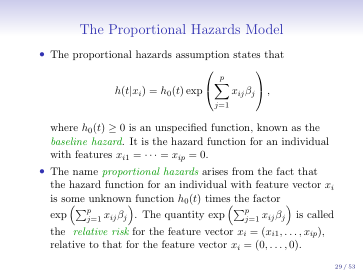 The Proportional Hazards Model
• The proportional hazards assumption states that
h(t|x_i) = h_0(t) exp ( ∑_{j=1}^{p} x_{ij}β_j ) ,
where h_0(t) ≥ 0 is an unspecified function, known as the
baseline hazard. It is the hazard function for an individual
with features x_{i1} = · · · = x_{ip} = 0.
• The name proportional hazards arises from the fact that
the hazard function for an individual with feature vector x_i
is some unknown function h_0(t) times the factor
exp ( ∑_{j=1}^{p} x_{ij}β_j ). The quantity exp ( ∑_{j=1}^{p} x_{ij}β_j ) is called
the relative risk for the feature vector x_i = (x_{i1}, . . . , x_{ip}),
relative to that for the feature vector x_i = (0, . . . , 0).
29 / 53